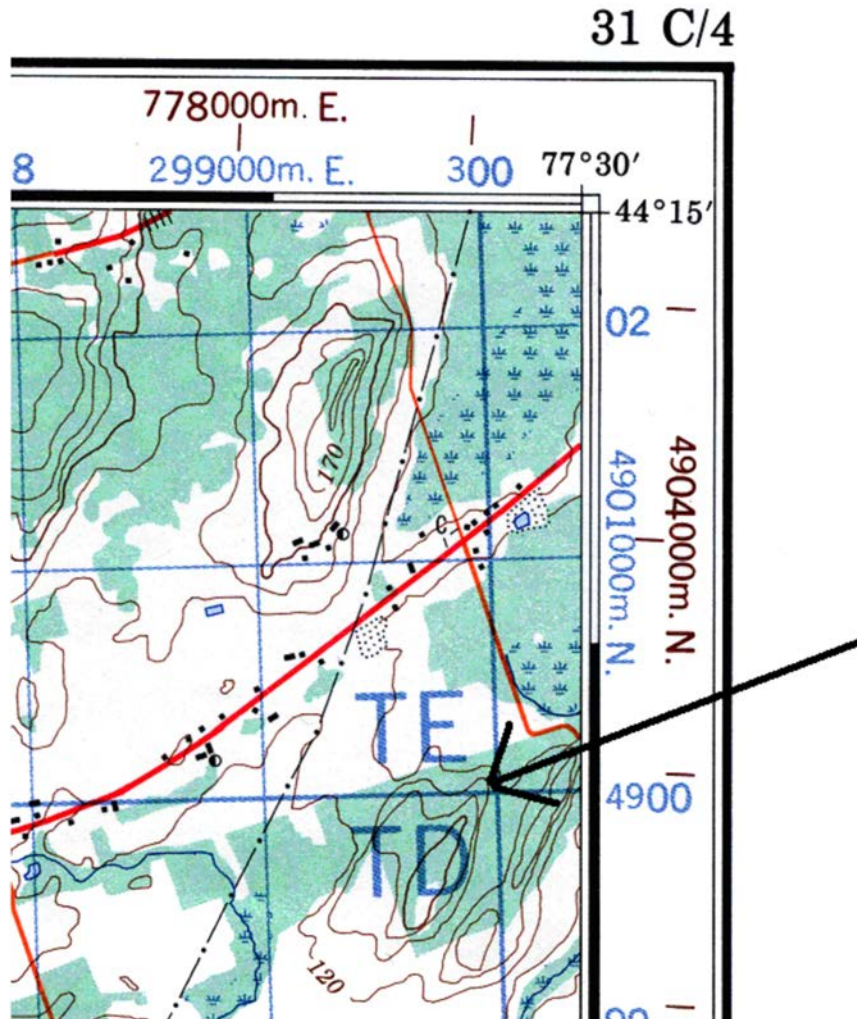 31 C/4
778000m. E.
8 299000m. E. 300 77°30′
44°15′
02
170
C
4901000m. N.
4904000m. N.
TE
4900
TD
120